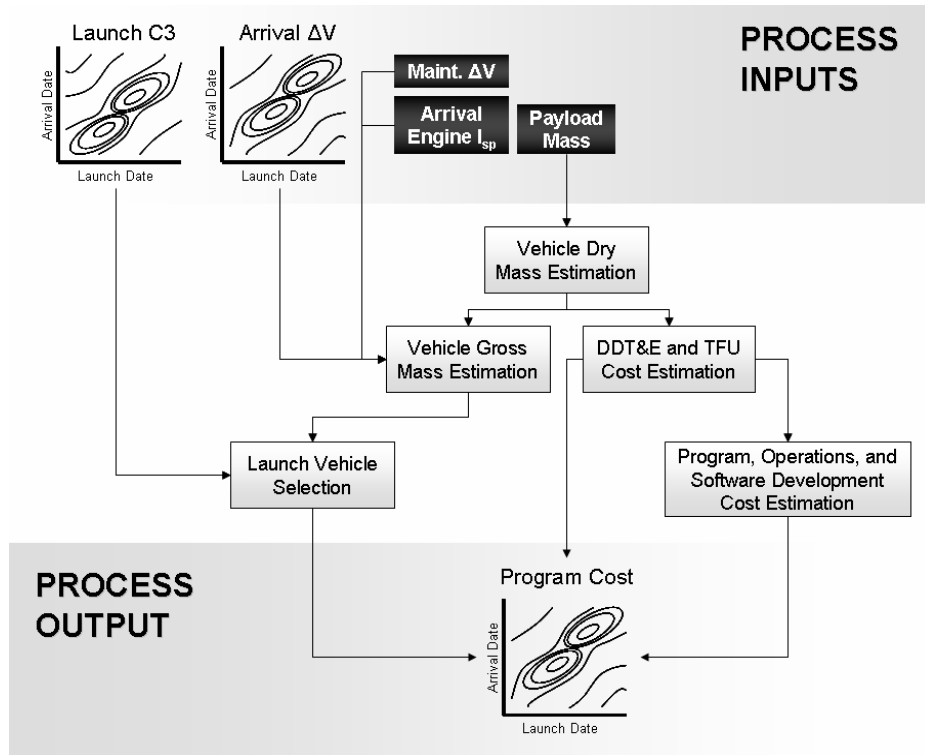 Launch C3
Arrival ΔV
PROCESS
INPUTS
Arrival Date
Launch Date
Arrival Date
Launch Date
Maint. ΔV
Arrival
Engine Isp
Payload
Mass
Vehicle Dry
Mass Estimation
Vehicle Gross
Mass Estimation
DDT&E and TFU
Cost Estimation
Launch Vehicle
Selection
Program, Operations, and
Software Development
Cost Estimation
PROCESS
OUTPUT
Program Cost
Arrival Date
Launch Date